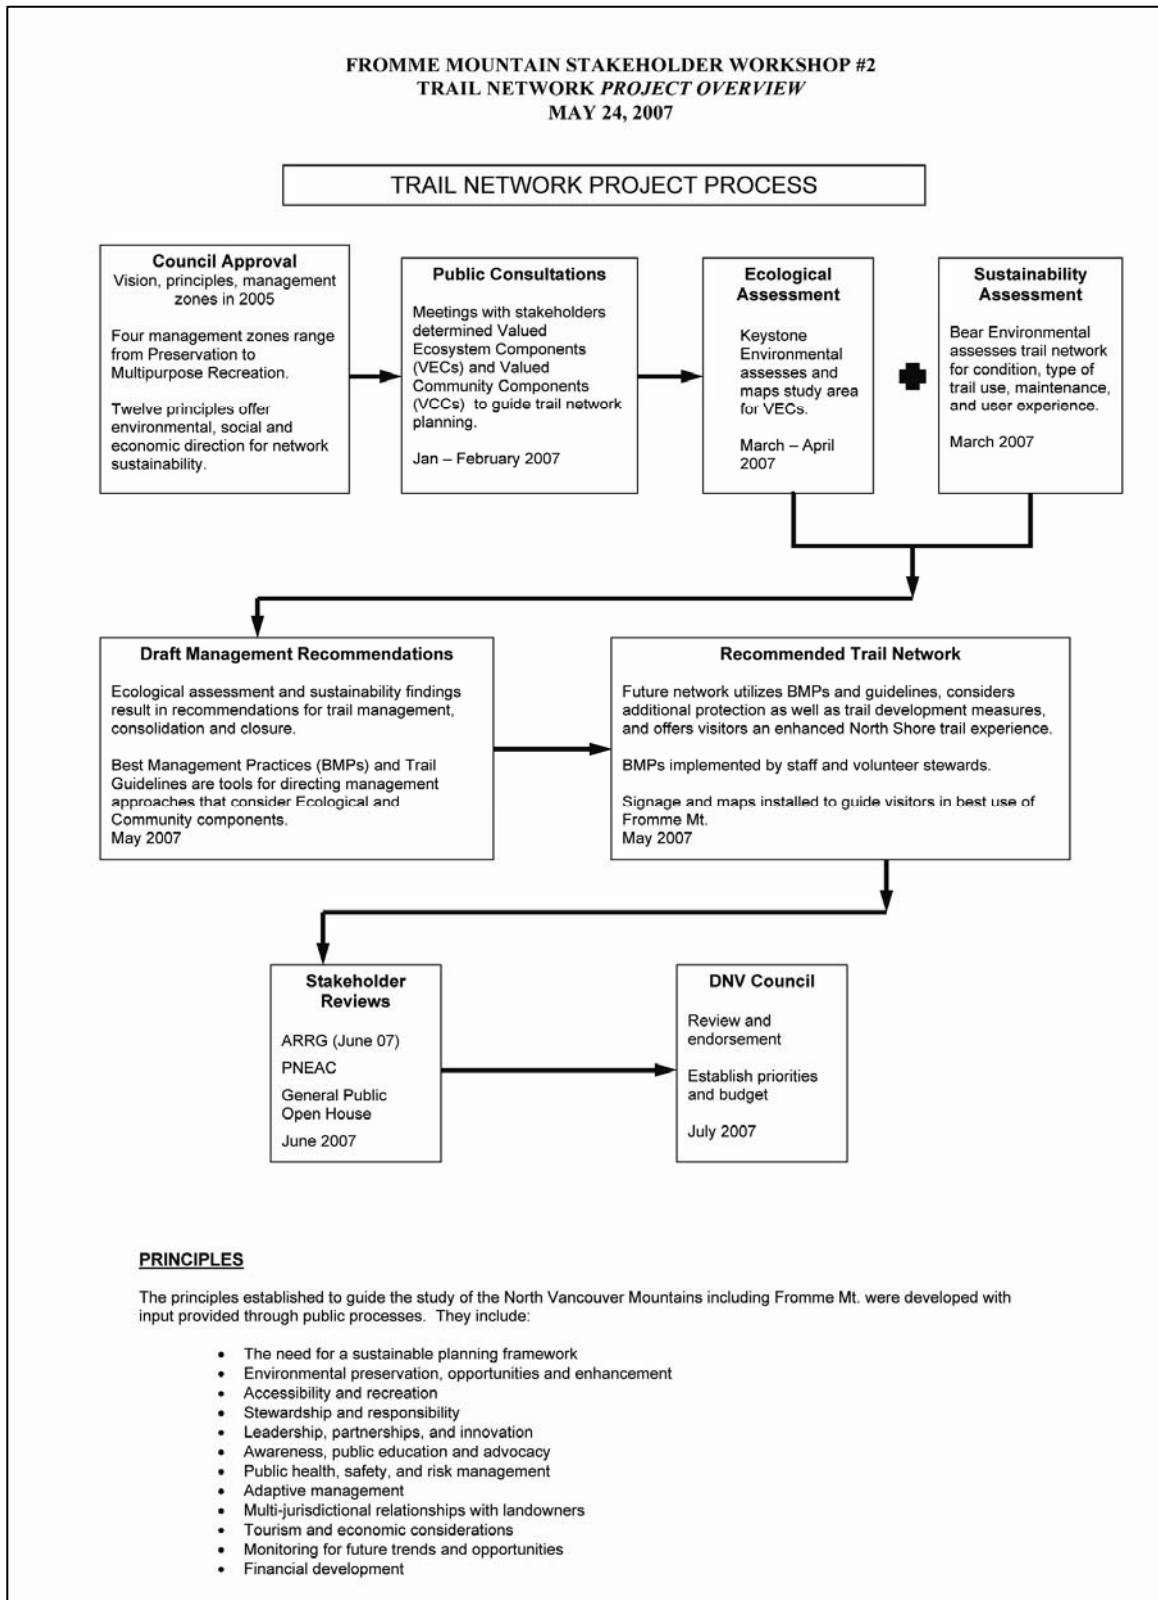 FROMME MOUNTAIN STAKEHOLDER WORKSHOP #2
TRAIL NETWORK PROJECT OVERVIEW
MAY 24, 2007
TRAIL NETWORK PROJECT PROCESS
Council Approval
Vision, principles, management
zones in 2005
Four management zones range
from Preservation to
Multipurpose Recreation.
Twelve principles offer
environmental, social and
economic direction for network
sustainability.
Public Consultations
Meetings with stakeholders
determined Valued
Ecosystem Components
(VECs) and Valued
Community Components
(VCCs) to guide trail network
planning.
Jan – February 2007
Ecological
Assessment
Keystone
Environmental
assesses and
maps study area
for VECs.
March – April
2007
Sustainability
Assessment
Bear Environmental
assesses trail network
for condition, type of
trail use, maintenance,
and user experience.
March 2007
Draft Management Recommendations
Ecological assessment and sustainability findings
result in recommendations for trail management,
consolidation and closure.
Best Management Practices (BMPs) and Trail
Guidelines are tools for directing management
approaches that consider Ecological and
Community components.
May 2007
Recommended Trail Network
Future network utilizes BMPs and guidelines, considers
additional protection as well as trail development measures,
and offers visitors an enhanced North Shore trail experience.
BMPs implemented by staff and volunteer stewards.
Signage and maps installed to guide visitors in best use of
Fromme Mt.
May 2007
Stakeholder
Reviews
ARRG (June 07)
PNEAC
General Public
Open House
June 2007
DNV Council
Review and
endorsement
Establish priorities
and budget
July 2007
PRINCIPLES
The principles established to guide the study of the North Vancouver Mountains including Fromme Mt. were developed with
input provided through public processes. They include:
• The need for a sustainable planning framework
• Environmental preservation, opportunities and enhancement
• Accessibility and recreation
• Stewardship and responsibility
• Leadership, partnerships, and innovation
• Awareness, public education and advocacy
• Public health, safety, and risk management
• Adaptive management
• Multi-jurisdictional relationships with landowners
• Tourism and economic considerations
• Monitoring for future trends and opportunities
• Financial development